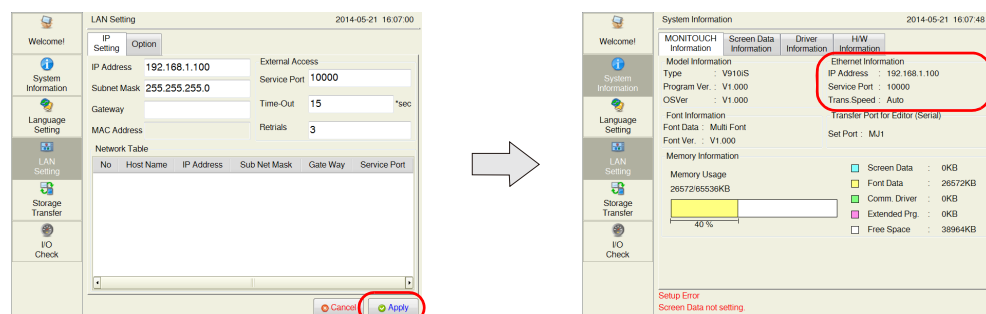 LAN Setting 2014-05-21 16:07:00
Welcome!
System
Information
Language
Setting
LAN
Setting
Storage
Transfer
I/O
Check
IP
Setting
Option
IP Address 192.168.1.100
Subnet Mask 255.255.255.0
Gateway
MAC Address
External Access
Service Port 10000
Time-Out 15 *sec
Retrials 3
Network Table
No Host Name IP Address Sub Net Mask Gate Way Service Port
Cancel Apply
System Information 2014-05-21 16:07:48
Welcome!
System
Information
Language
Setting
LAN
Setting
Storage
Transfer
I/O
Check
MONITOUCH
Information
Screen Data
Information
Driver
Information
H/W
Information
Model Information
Type : V910iS
Program Ver. : V1.000
OSVer : V1.000
Ethernet Information
IP Address : 192.168.1.100
Service Port : 10000
Trans.Speed : Auto
Font Information
Font Data : Multi Font
Font Ver. : V1.000
Transfer Port for Editor (Serial)
Set Port : MJ1
Memory Information
Memory Usage
26572/65536KB
40 %
Screen Data : 0KB
Font Data : 26572KB
Comm. Driver : 0KB
Extended Prg. : 0KB
Free Space : 38964KB
Setup Error
Screen Data not setting.